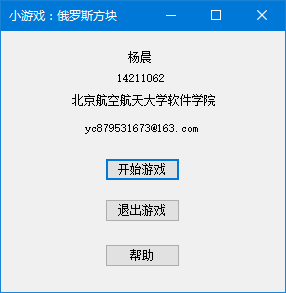 小游戏：俄罗斯方块
杨晨
14211062
北京航空航天大学软件学院
yc879531673@163.com
开始游戏
退出游戏
帮助